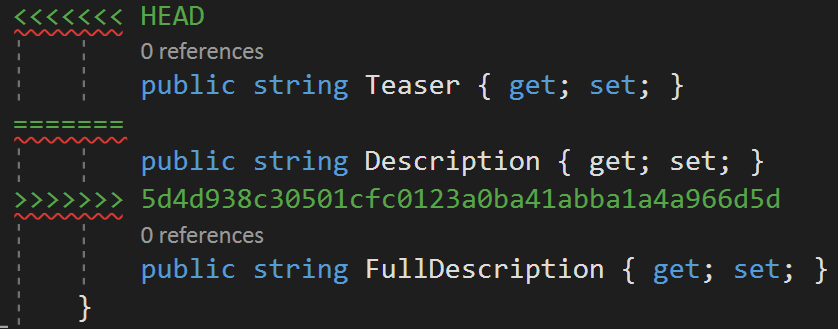 <<<<<<< HEAD
0 references
public string Teaser { get; set; }
=======
public string Description { get; set; }
>>>>>>> 5d4d938c30501cfc0123a0ba41abba1a4a966d5d
0 references
public string FullDescription { get; set; }
}